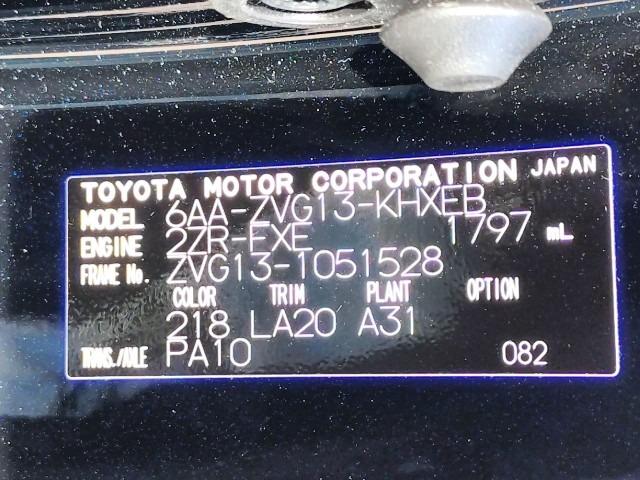 TOYOTA MOTOR CORPORATION JAPAN
MODEL 6AA-ZVG13-KHXEB
ENGINE 2ZR-FXE 1797 mL
FRAME No. ZVG13-1051528
COLOR TRIM PLANT OPTION
218 LA20 A31
TRANS./AXLE PA10 082